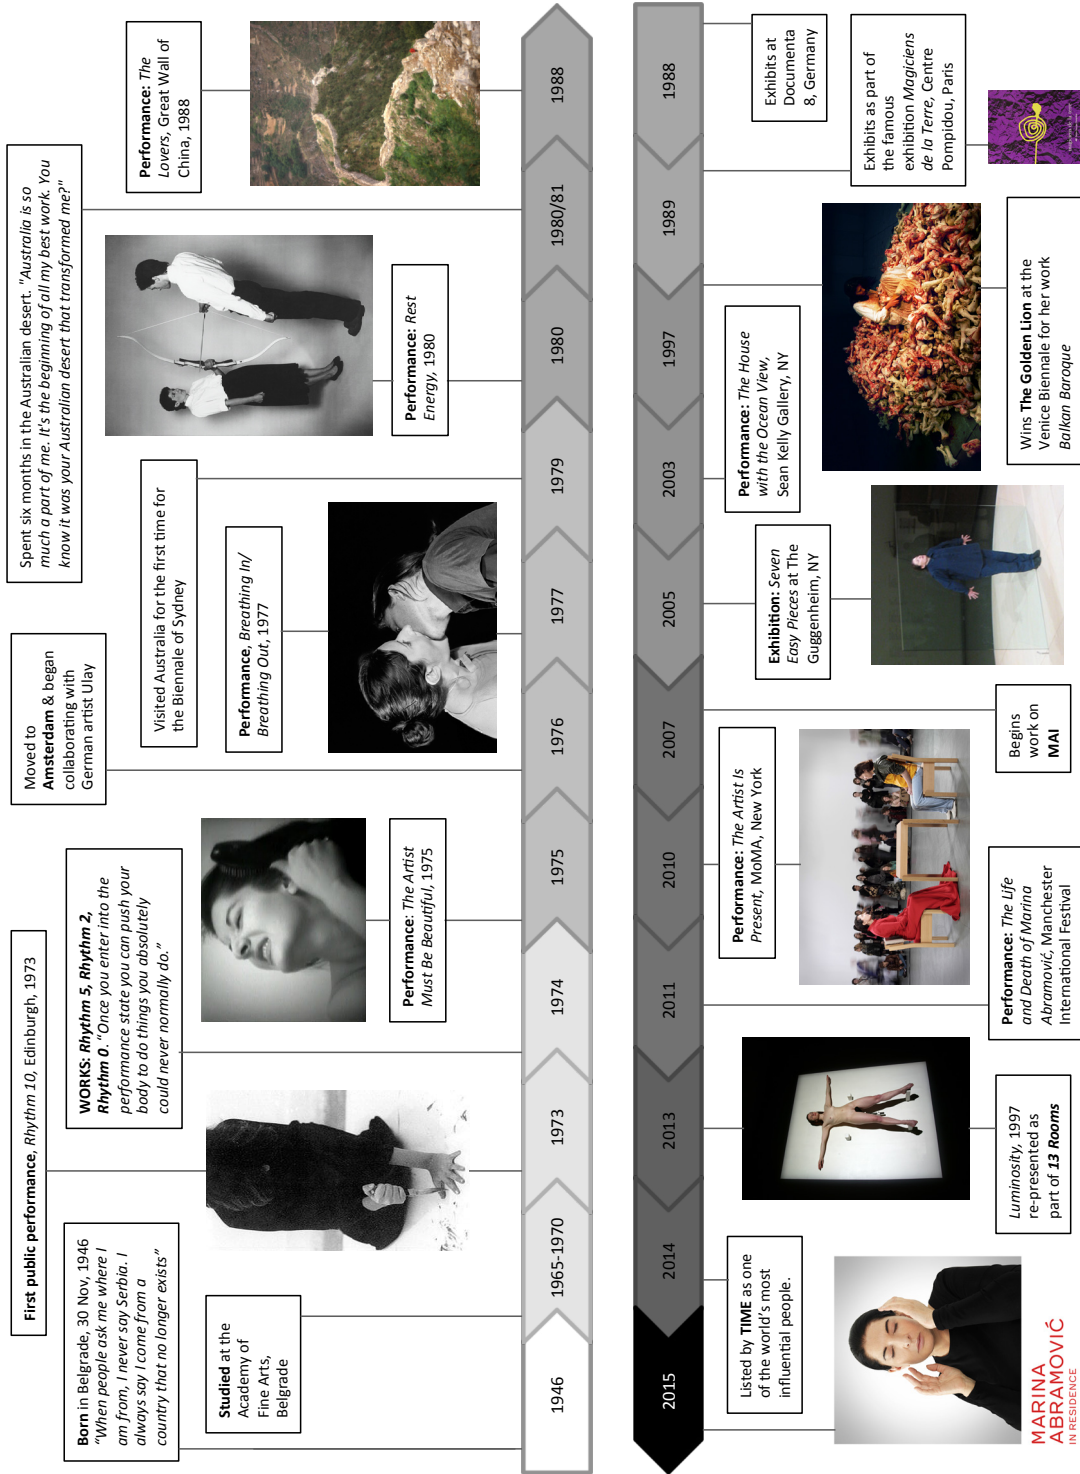 First public performance, Rhythm 10, Edinburgh, 1973
Born in Belgrade, 30 Nov, 1946
“When people ask me where I
am from, I never say Serbia. I
always say I come from a
country that no longer exists”
Studied at the
Academy of
Fine Arts,
Belgrade
WORKS: Rhythm 5, Rhythm 2,
Rhythm 0. “Once you enter into the
performance state you can push your
body to do things you absolutely
could never normally do.”
Performance: The Artist
Must Be Beautiful, 1975
Moved to
Amsterdam & began
collaborating with
German artist Ulay
Performance, Breathing In/
Breathing Out, 1977
Visited Australia for the first time for
the Biennale of Sydney
Performance: Rest
Energy, 1980
Spent six months in the Australian desert. "Australia is so
much a part of me. It's the beginning of all my best work. You
know it was your Australian desert that transformed me?"
Performance: The
Lovers, Great Wall of
China, 1988
1946
1965-1970
1973
1974
1975
1976
1977
1979
1980
1980/81
1988
2015
2014
2013
2011
2010
2007
2005
2003
1997
1989
1988
Exhibits at
Documenta
8, Germany
Exhibits as part of
the famous
exhibition Magiciens
de la Terre, Centre
Pompidou, Paris
Wins The Golden Lion at the
Venice Biennale for her work
Balkan Baroque
Performance: The House
with the Ocean View,
Sean Kelly Gallery, NY
Exhibition: Seven
Easy Pieces at The
Guggenheim, NY
Begins
work on
MAI
Performance: The Artist Is
Present, MoMA, New York
Performance: The Life
and Death of Marina
Abramović, Manchester
International Festival
Luminosity, 1997
re-presented as
part of 13 Rooms
Listed by TIME as one
of the world's most
influential people.
MARINA
ABRAMOVIĆ
IN RESIDENCE